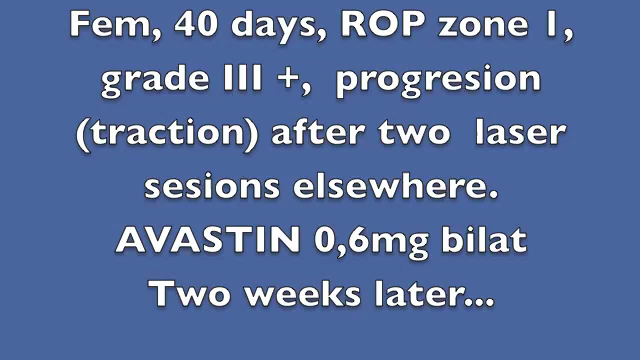 Fem, 40 days, ROP zone 1,
grade III +, progresion
(traction) after two laser
sesions elsewhere.
AVASTIN 0,6mg bilat
Two weeks later...